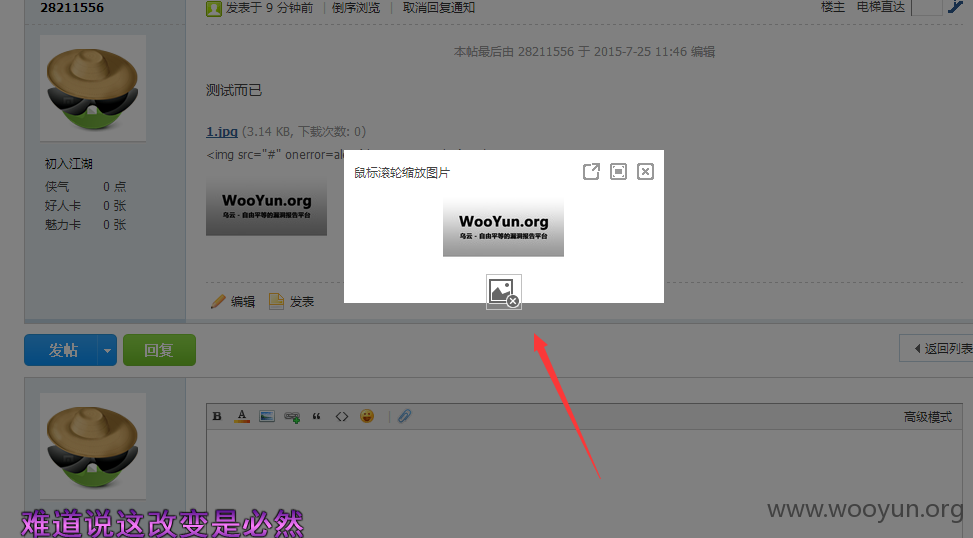 28211556
发表于 9 分钟前 | 倒序浏览 | 取消回复通知
楼主 电梯直达
本帖最后由 28211556 于 2015-7-25 11:46 编辑
测试而已
1.jpg (3.14 KB, 下载次数: 0)
<img src="#" onerror=
鼠标滚轮缩放图片
WooYun.org
乌云 - 自由平等的漏洞报告平台
WooYun.org
乌云 - 自由平等的漏洞报告平台
初入江湖
侠气 0 点
好人卡 0 张
魅力卡 0 张
编辑 发表
发帖 回复
返回列表
B A “ <> 高级模式
www.wooyun.org
难道说这改变是必然